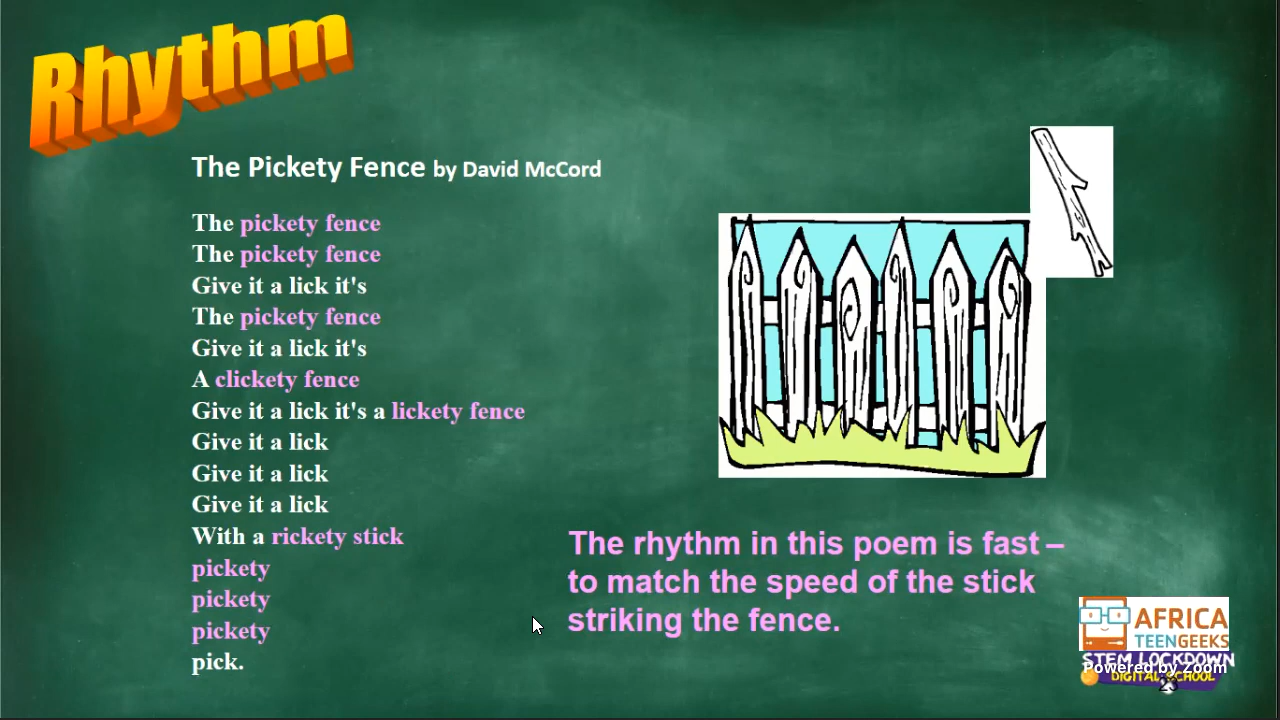 Rhythm
The Pickety Fence by David McCord
The pickety fence
The pickety fence
Give it a lick it's
The pickety fence
Give it a lick it's
A clickety fence
Give it a lick it's a lickety fence
Give it a lick
Give it a lick
Give it a lick
With a rickety stick
pickety
pickety
pickety
pick.
The rhythm in this poem is fast –
to match the speed of the stick
striking the fence.
AFRICA
TEENGEEKS
STEM LOCKDOWN
Powered by Zoom
DIGITAL SCHOOL